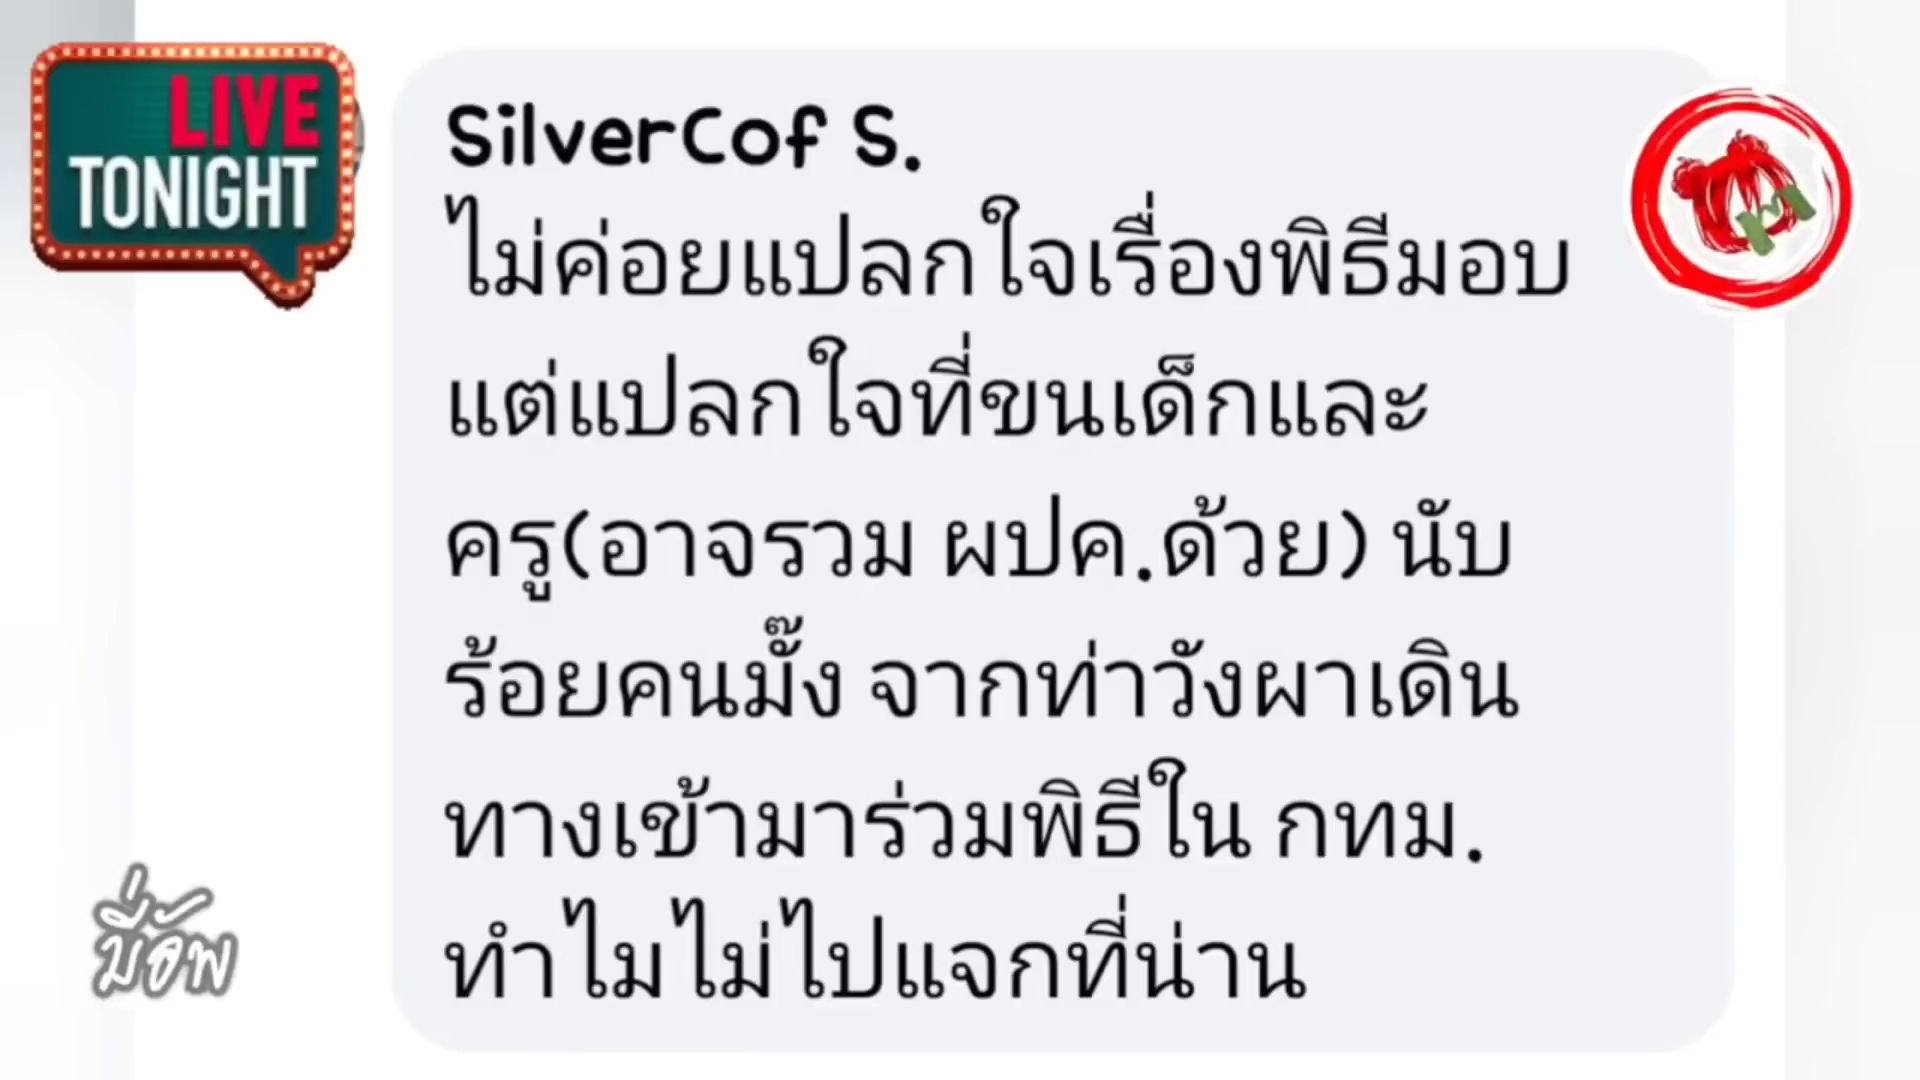 LIVE
TONIGHT
SilverCof S.
ไม่ค่อยแปลกใจเรื่องพิธีมอบ
แต่แปลกใจที่ขนเด็กและ
ครู(อาจรวม ผปค.ด้วย) นับ
ร้อยคนมั๊ง จากท่าวังผาเดิน
ทางเข้ามาร่วมพิธีใน กทม.
ทำไมไม่ไปแจกที่น่าน